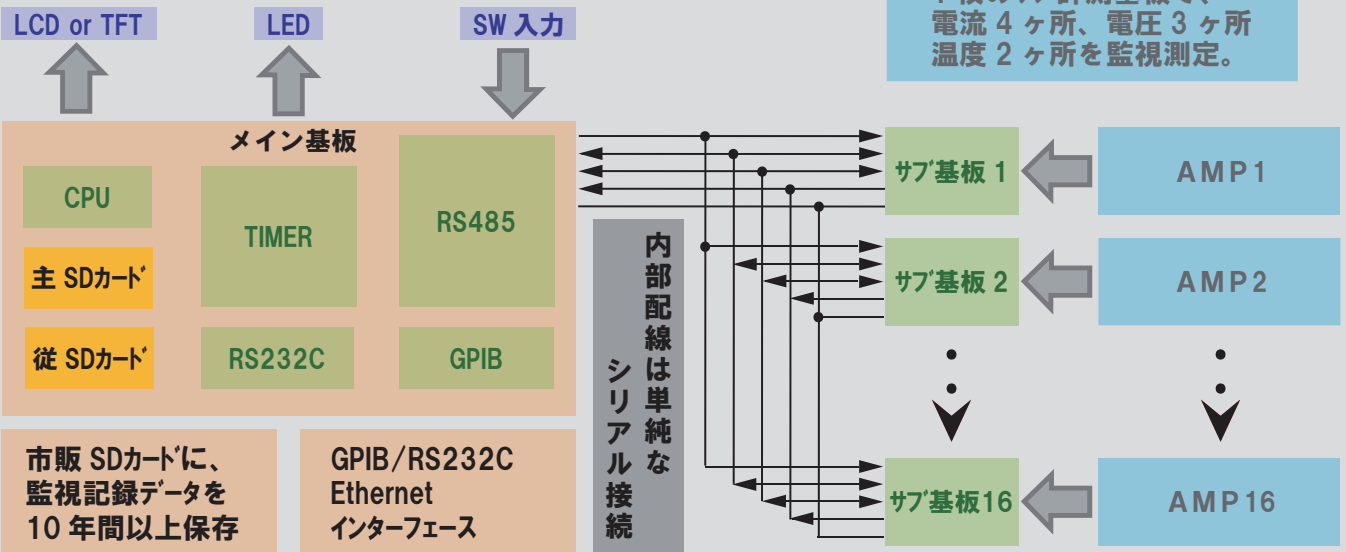 LCD or TFT
LED
SW 入力
電流 4 ヶ所、電圧 3 ヶ所
温度 2 ヶ所を監視測定。
メイン基板
CPU
TIMER
RS485
主 SDカード
従 SDカード
RS232C
GPIB
サブ基板 1
AMP1
サブ基板 2
AMP2
サブ基板16
AMP16
内部配線は単純な
シリアル接続
市販 SDカードに、
監視記録データを
10 年間以上保存
GPIB/RS232C
Ethernet
インターフェース